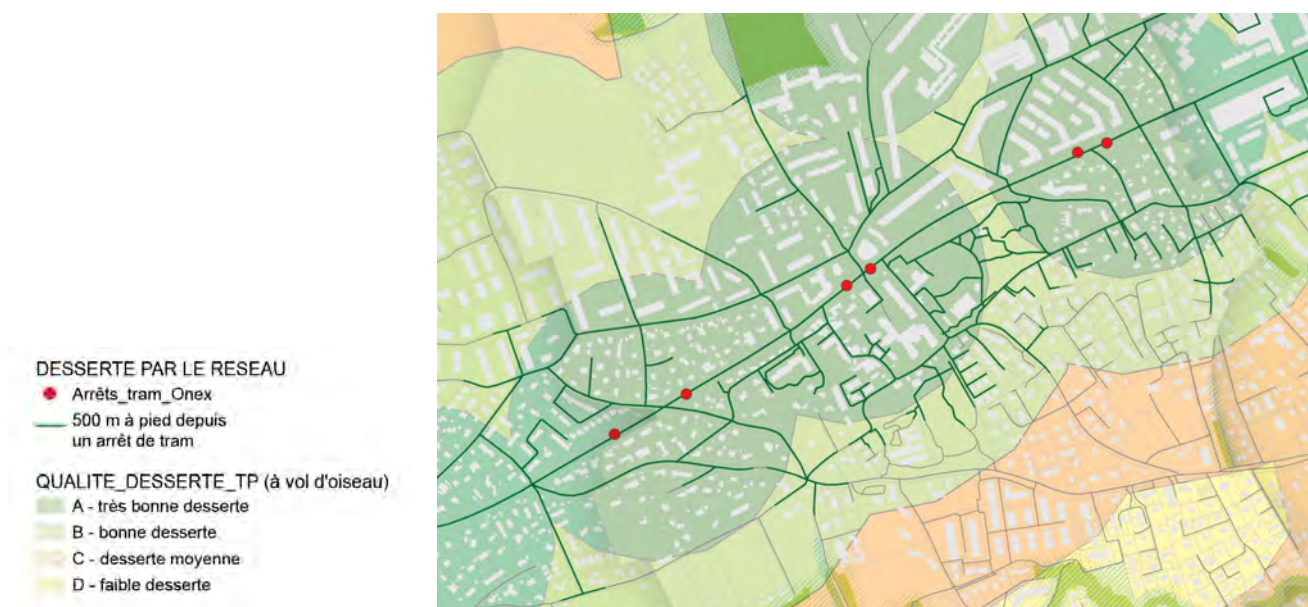 DESSERTE PAR LE RESEAU
Arrêts_tram_Onex
500 m à pied depuis
un arrêt de tram
QUALITE_DESSERTE_TP (à vol d'oiseau)
A - très bonne desserte
B - bonne desserte
C - desserte moyenne
D - faible desserte